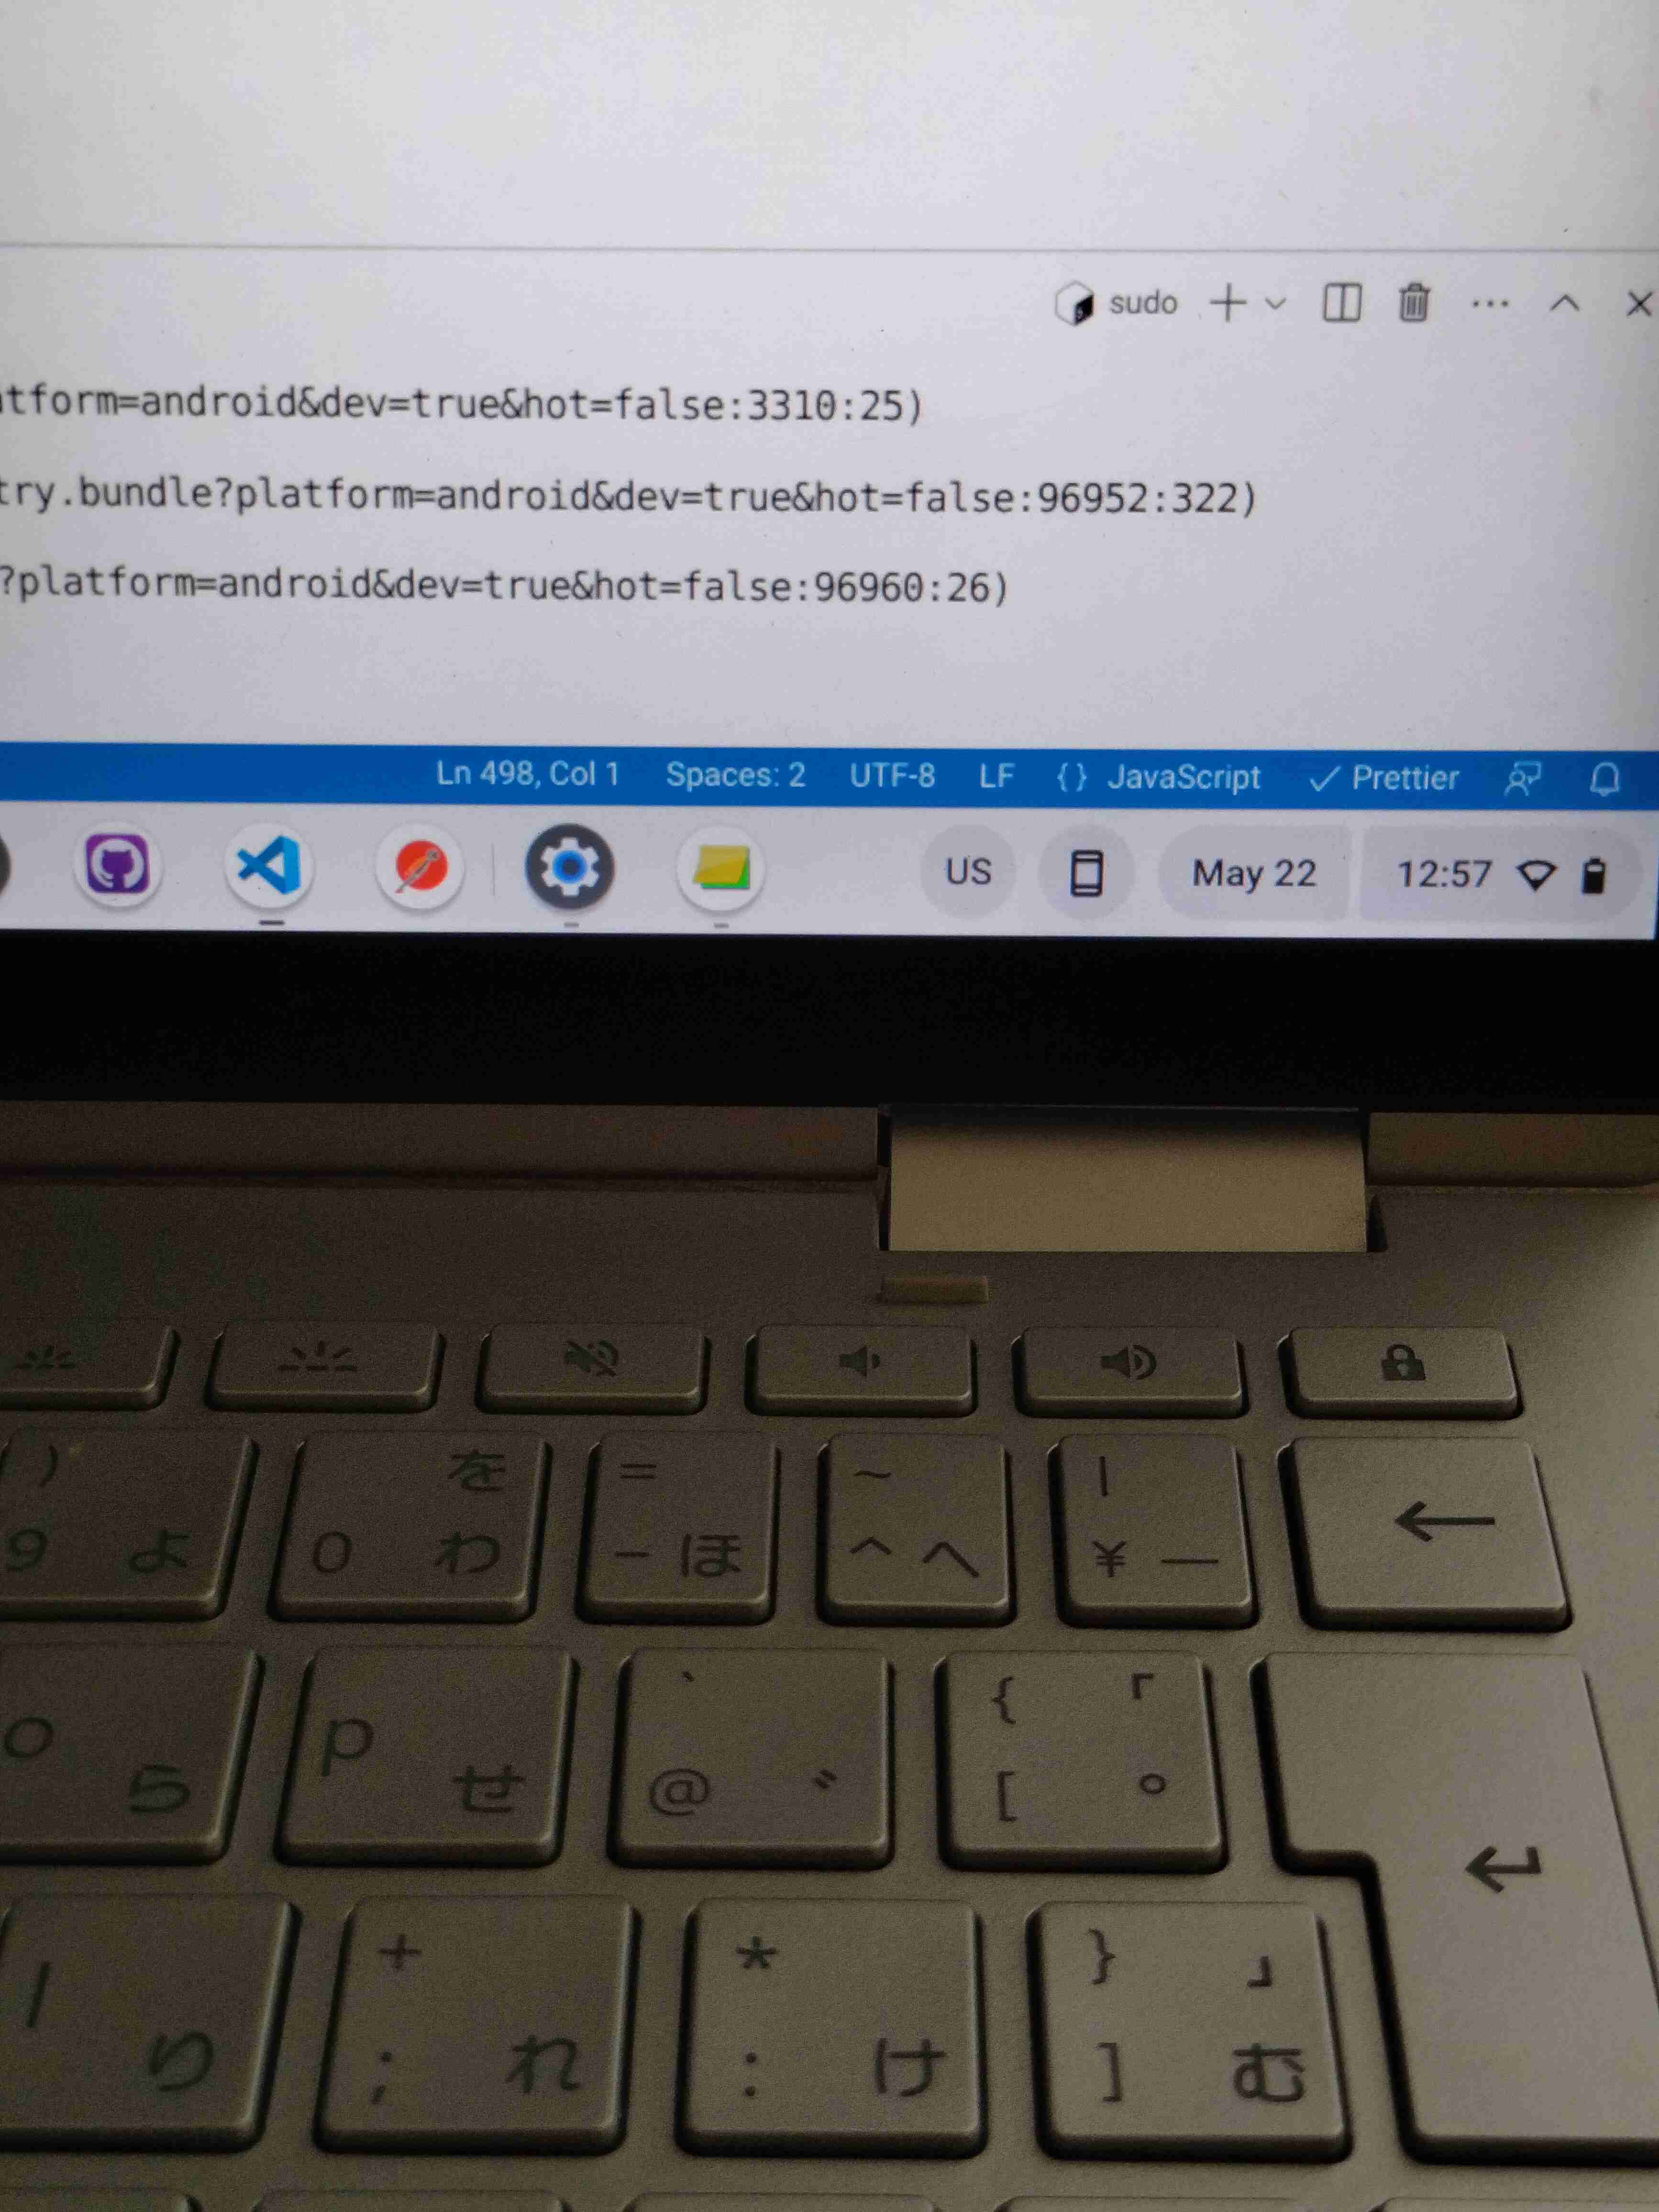 sudo
tform=android&dev=true&hot=false:3310:25)
try.bundle?platform=android&dev=true&hot=false:96952:322)
?platform=android&dev=true&hot=false:96960:26)
Ln 498, Col 1 Spaces: 2 UTF-8 LF {} JavaScript Prettier
US May 22 12:57
) を = ~ |
9 よ 0 わ - ほ ^ へ ¥ ー
o p ` { 「
ら せ @ ゛ [ ゜
l + * } 」
り ; れ : け ] む